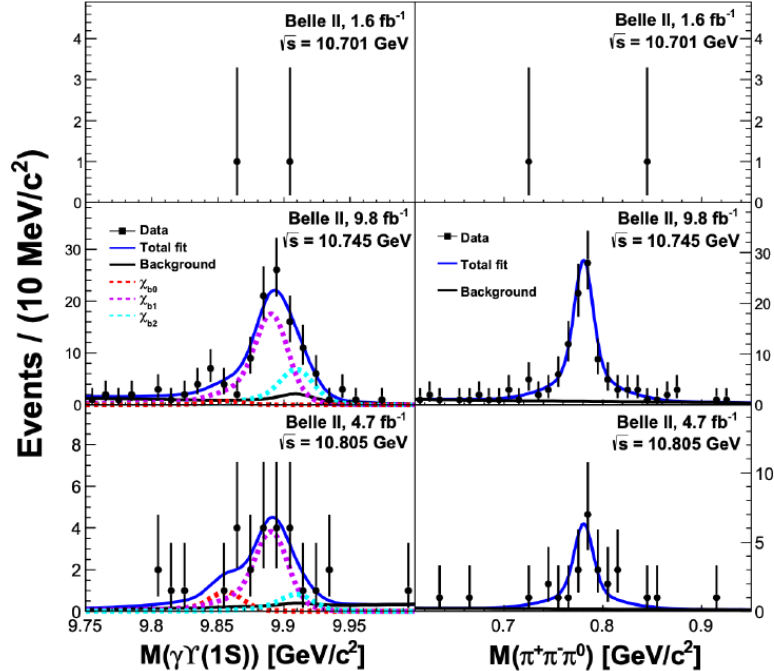 Events / (10 MeV/c²)
Belle II, 1.6 fb⁻¹
√s = 10.701 GeV
4
3
2
1
0
Belle II, 1.6 fb⁻¹
√s = 10.701 GeV
4
3
2
1
0
Belle II, 9.8 fb⁻¹
√s = 10.745 GeV
Data
Total fit
Background
χb0
χb1
χb2
30
20
10
0
Belle II, 9.8 fb⁻¹
√s = 10.745 GeV
Data
Total fit
Background
30
20
10
0
Belle II, 4.7 fb⁻¹
√s = 10.805 GeV
8
6
4
2
0
9.75 9.8 9.85 9.9 9.95
M(γΥ(1S)) [GeV/c²]
Belle II, 4.7 fb⁻¹
√s = 10.805 GeV
10
5
0
0.7 0.8 0.9
M(π⁺π⁻π⁰) [GeV/c²]